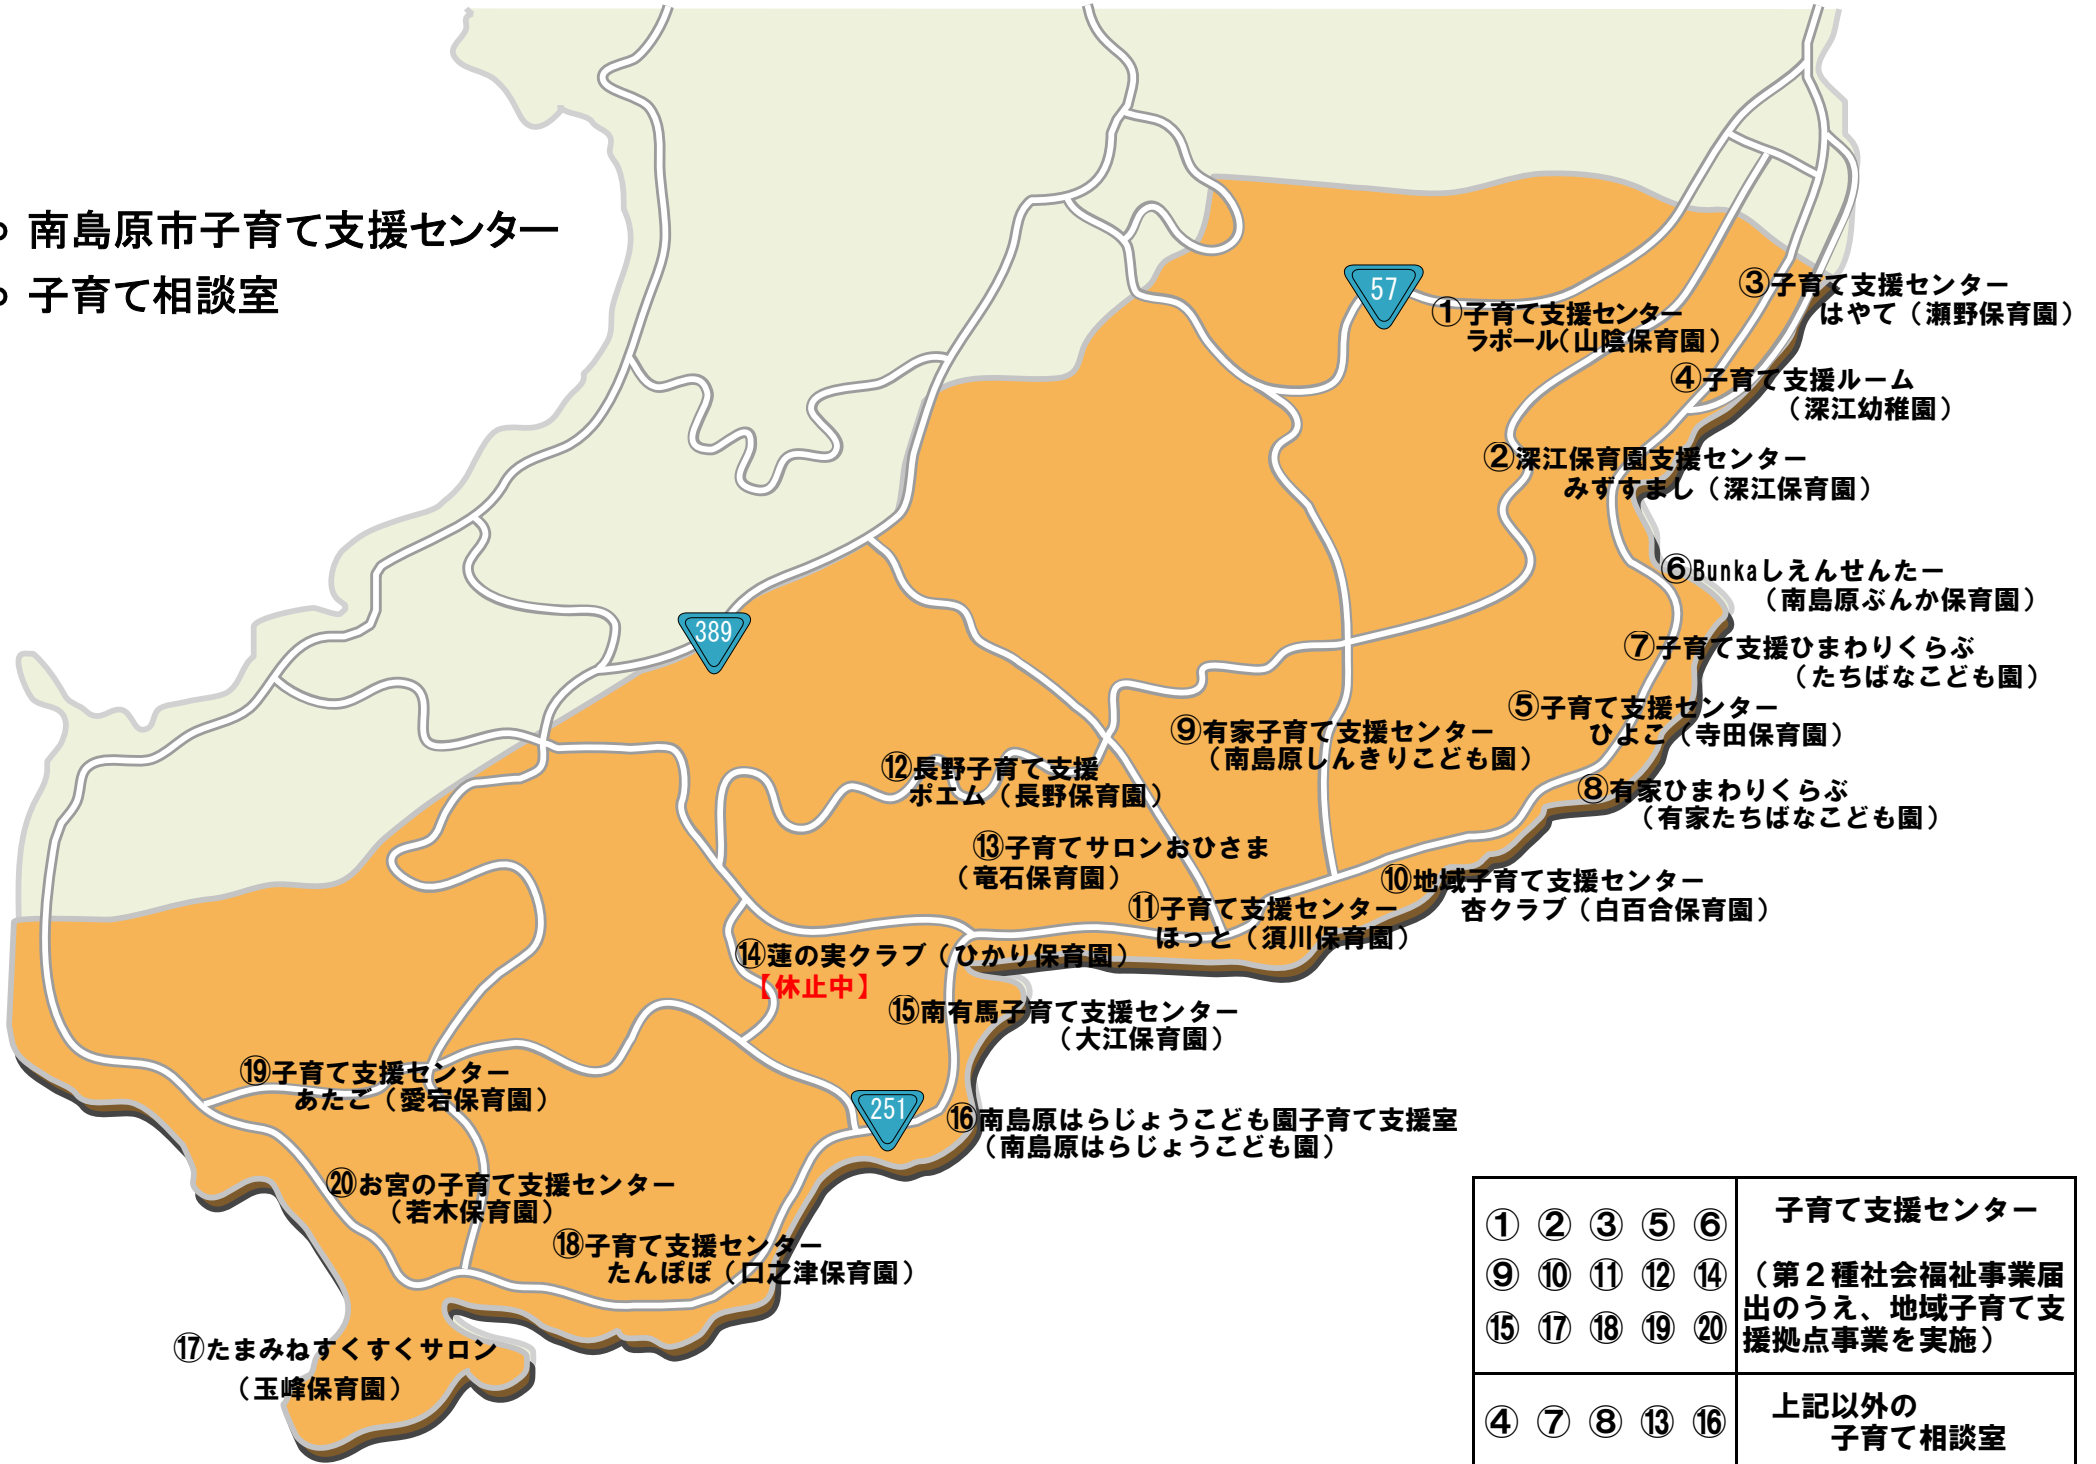 南島原市子育て支援センター
子育て相談室
57
①子育て支援センター
ラポール（山陰保育園）
③子育て支援センター
はやて（瀬野保育園）
④子育て支援ルーム
（深江幼稚園）
②深江保育園支援センター
みずすまし（深江保育園）
⑥Bunkaしえんせんたー
（南島原ぶんか保育園）
389
⑦子育て支援ひまわりくらぶ
（たちばなこども園）
⑤子育て支援センター
ひよこ（寺田保育園）
⑨有家子育て支援センター
（南島原しんきりこども園）
⑫長野子育て支援
ポエム（長野保育園）
⑧有家ひまわりくらぶ
（有家たちばなこども園）
⑬子育てサロンおひさま
（竜石保育園）
⑩地域子育て支援センター
杏クラブ（白百合保育園）
⑪子育て支援センター
ほっと（須川保育園）
⑭蓮の実クラブ（ひかり保育園）
【休止中】
⑮南有馬子育て支援センター
（大江保育園）
⑲子育て支援センター
あたご（愛宕保育園）
251
⑯南島原はらじょうこども園子育て支援室
（南島原はらじょうこども園）
⑳お宮の子育て支援センター
（若木保育園）
⑱子育て支援センター
たんぽぽ（口之津保育園）
⑰たまみねすくすくサロン
（玉峰保育園）
① ② ③ ⑤ ⑥
⑨ ⑩ ⑪ ⑫ ⑭
⑮ ⑰ ⑱ ⑲ ⑳
子育て支援センター
（第２種社会福祉事業届
出のうえ、地域子育て支
援拠点事業を実施）
④ ⑦ ⑧ ⑬ ⑯
上記以外の
子育て相談室